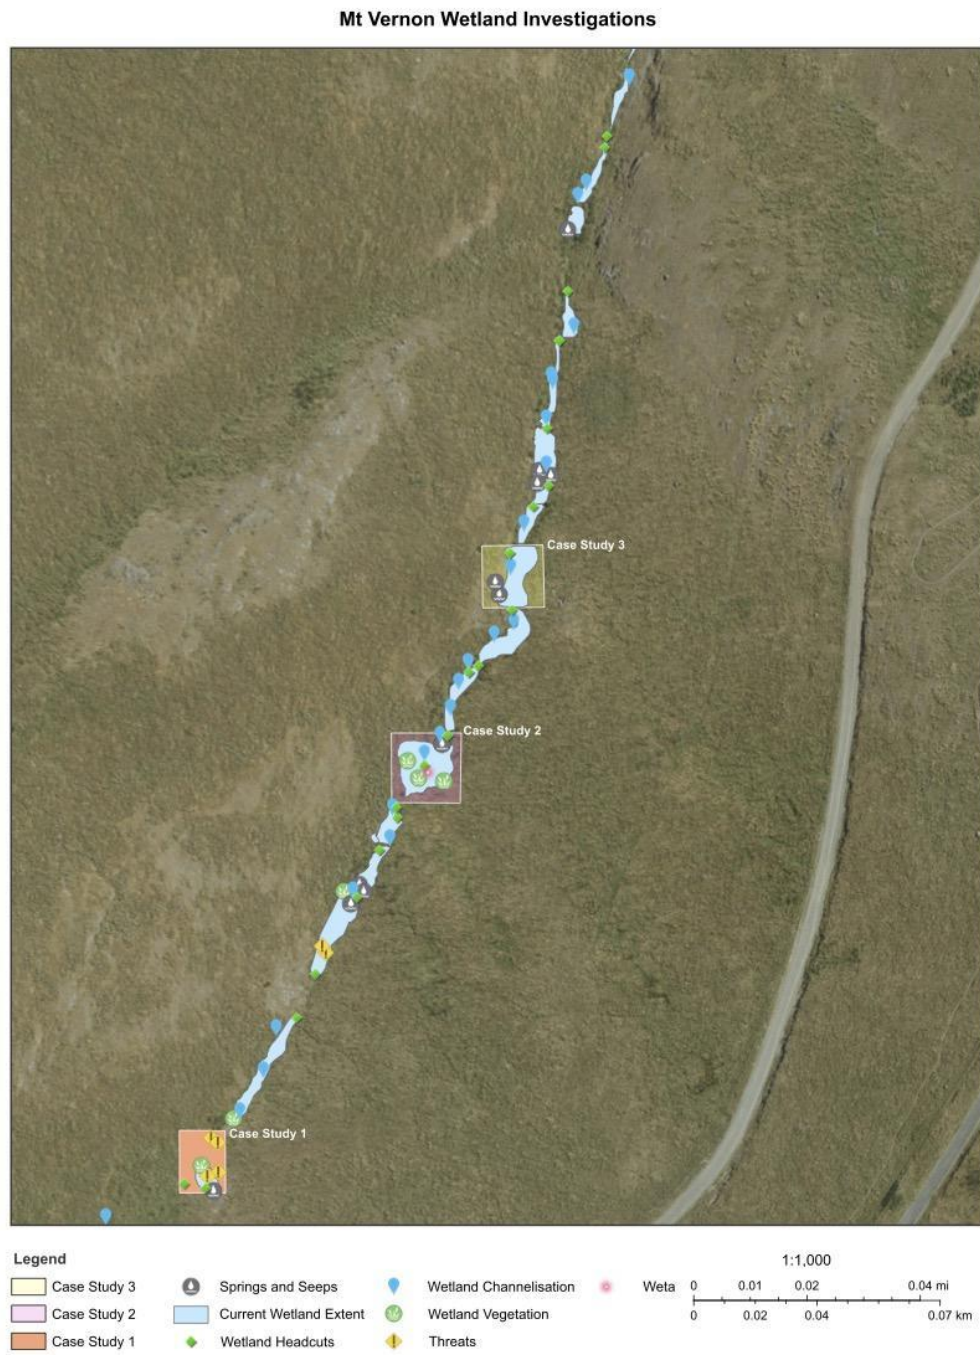 Mt Vernon Wetland Investigations
Case Study 3
Case Study 2
Case Study 1
Legend
Case Study 3
Case Study 2
Case Study 1
Springs and Seeps
Current Wetland Extent
Wetland Headcuts
Wetland Channelisation
Wetland Vegetation
Threats
Weta
1:1,000
0 0.01 0.02 0.04 mi
0 0.02 0.04 0.07 km